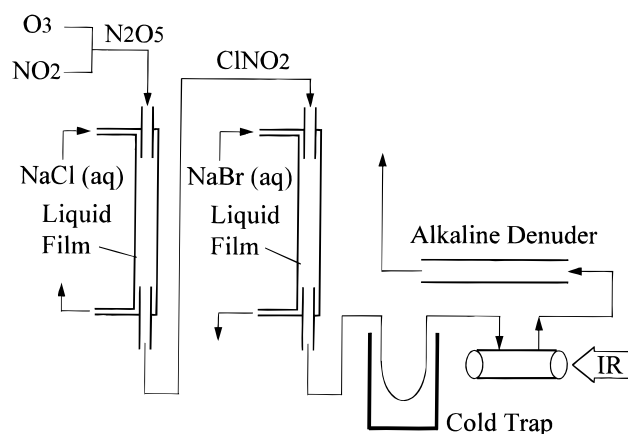 O3
N2O5
NO2
ClNO2
NaCl (aq)
Liquid
Film
NaBr (aq)
Liquid
Film
Alkaline Denuder
IR
Cold Trap